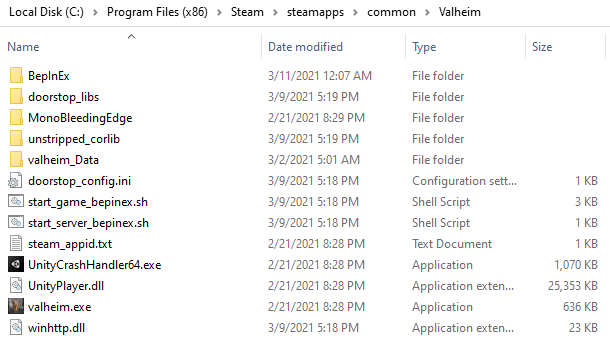 Local Disk (C:) > Program Files (x86) > Steam > steamapps > common > Valheim
Name Date modified Type Size
BepInEx 3/11/2021 12:07 AM File folder
doorstop_libs 3/9/2021 5:19 PM File folder
MonoBleedingEdge 2/21/2021 8:29 PM File folder
unstripped_corlib 3/9/2021 5:19 PM File folder
valheim_Data 3/2/2021 5:01 AM File folder
doorstop_config.ini 3/9/2021 5:18 PM Configuration sett... 1 KB
start_game_bepinex.sh 3/9/2021 5:18 PM Shell Script 3 KB
start_server_bepinex.sh 3/9/2021 5:18 PM Shell Script 3 KB
steam_appid.txt 2/21/2021 8:28 PM Text Document 1 KB
UnityCrashHandler64.exe 2/21/2021 8:28 PM Application 1,070 KB
UnityPlayer.dll 2/21/2021 8:28 PM Application exten... 25,353 KB
valheim.exe 2/21/2021 8:28 PM Application 636 KB
winhttp.dll 3/9/2021 5:18 PM Application exten... 23 KB